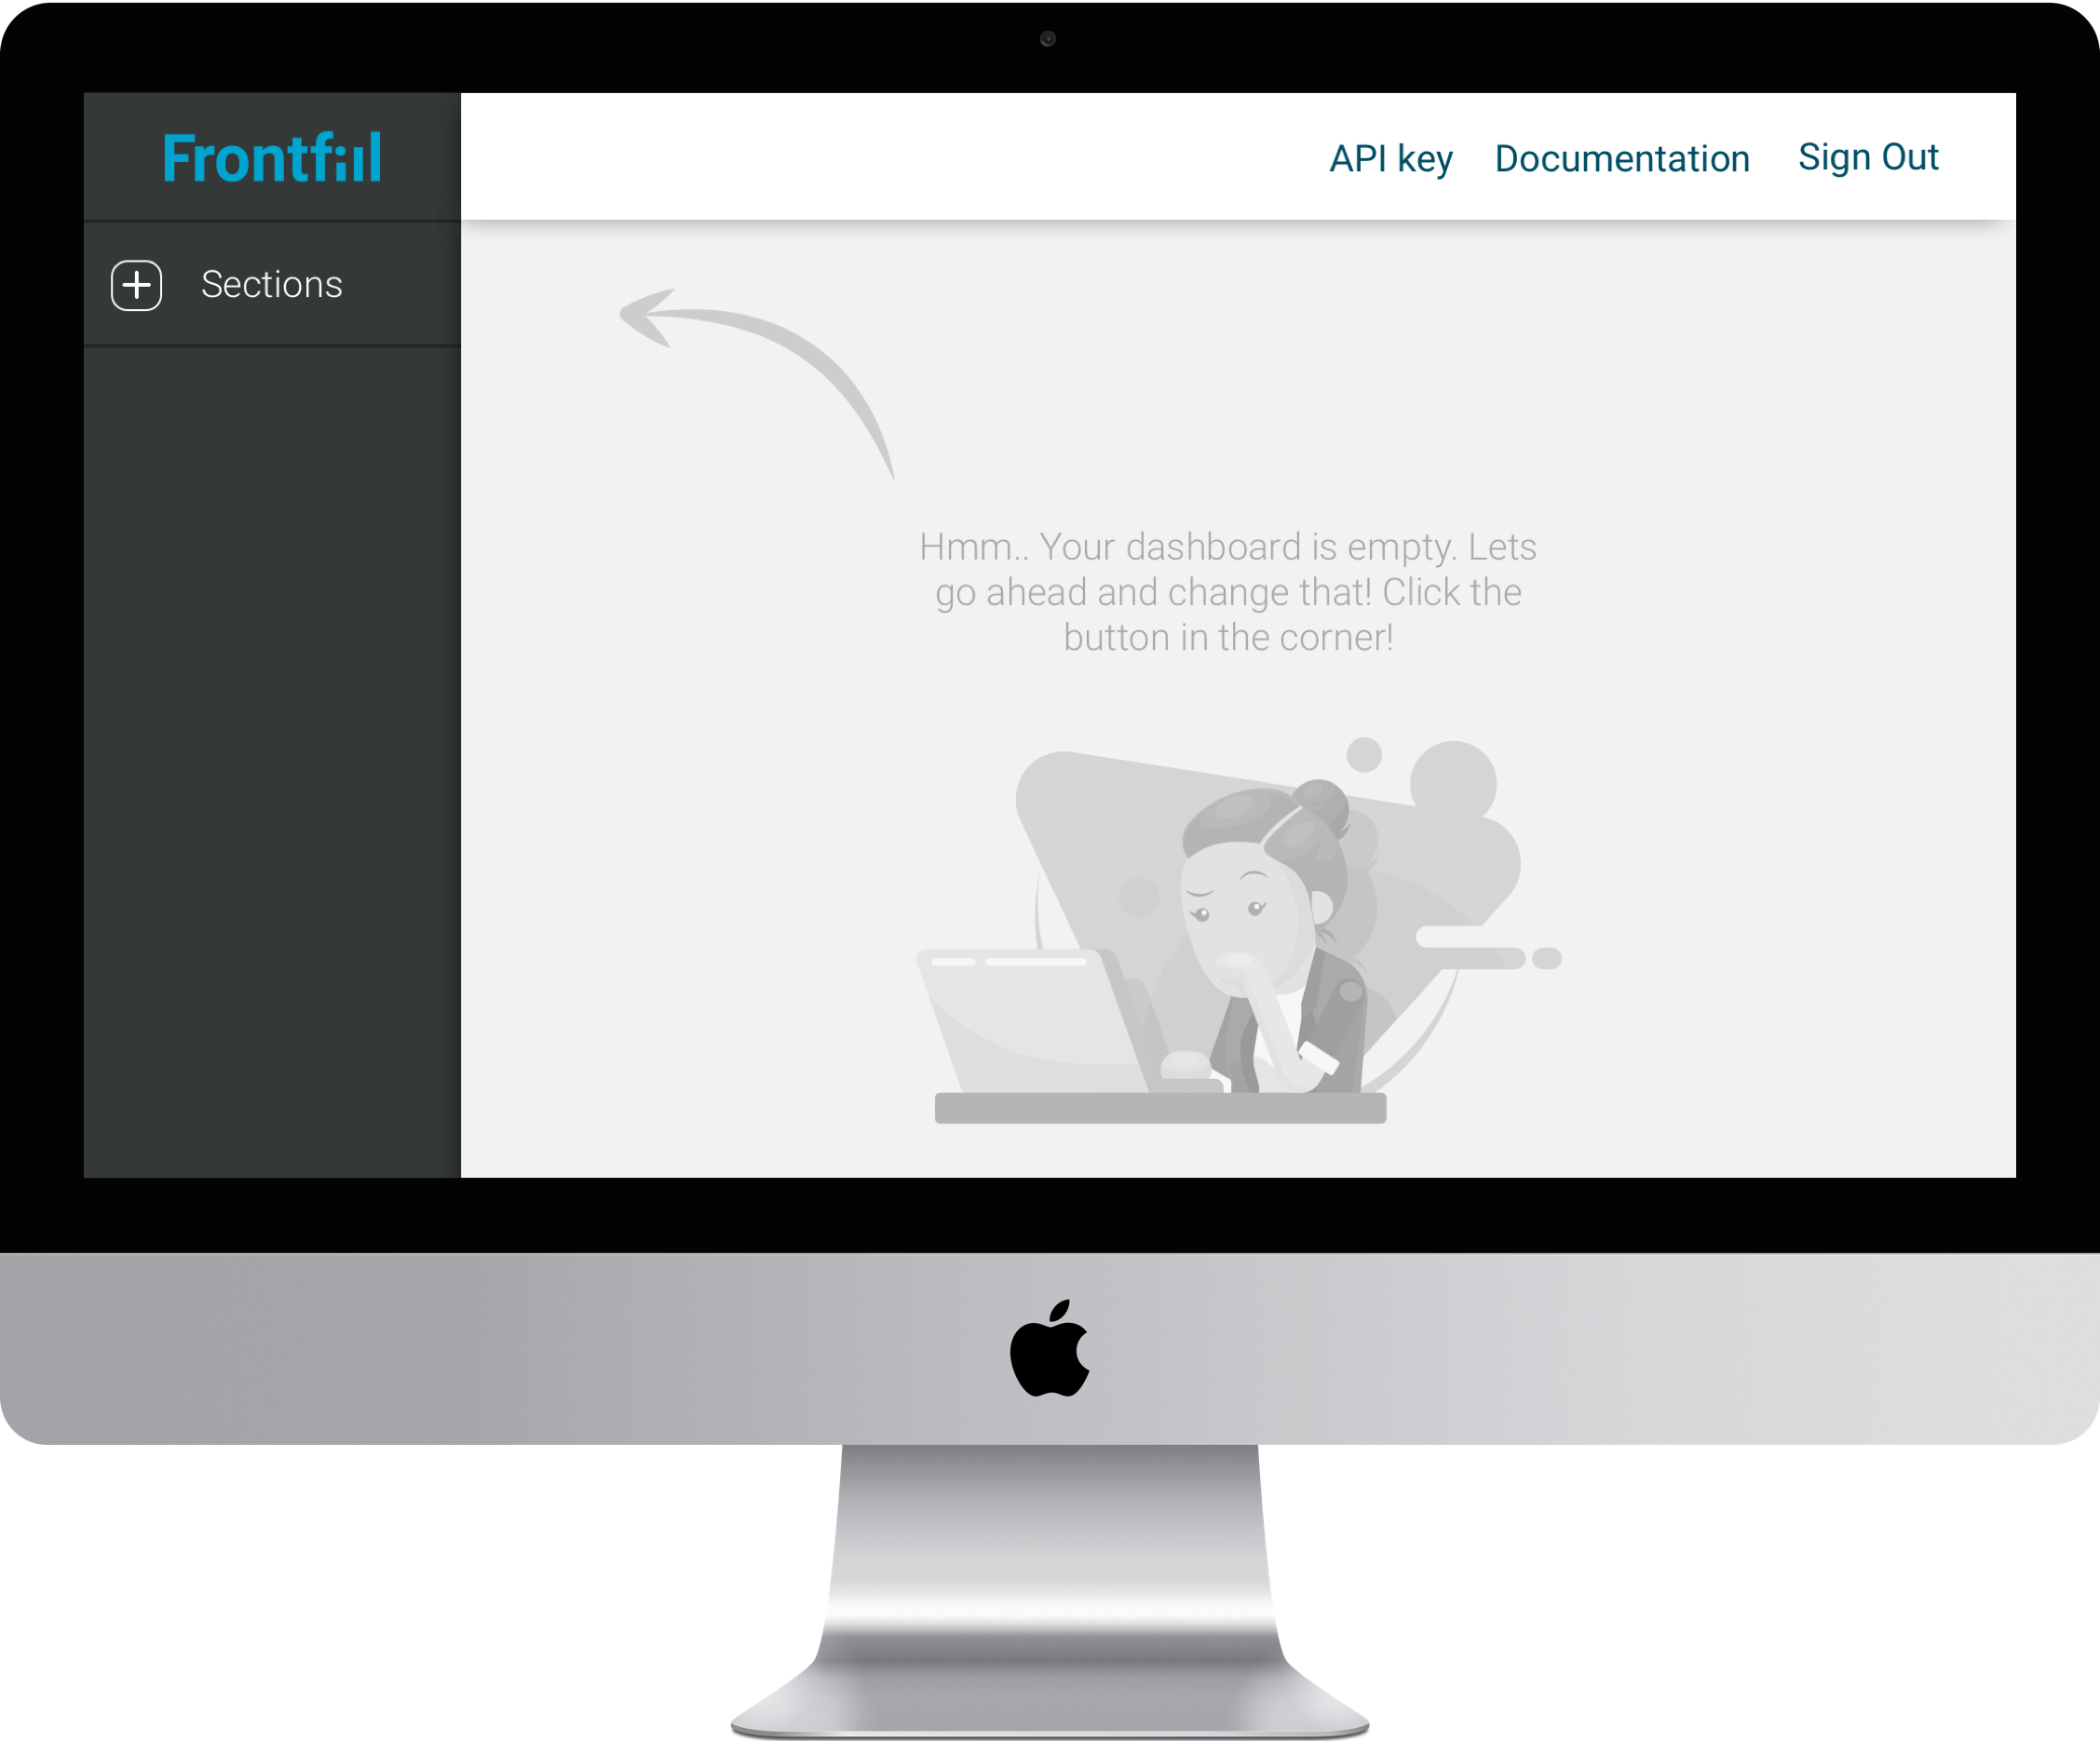 Frontfiıl
API key Documentation Sign Out
Sections
Hmm.. Your dashboard is empty. Lets
go ahead and change that! Click the
button in the corner!